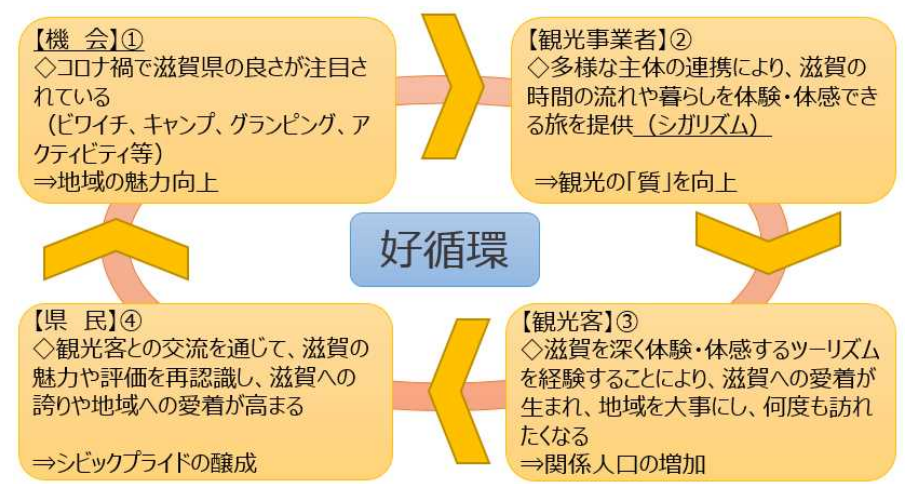 【機　会】①
◇コロナ禍で滋賀県の良さが注目さ
れている
（ビワイチ、キャンプ、グランピング、ア
クティビティ等）
⇒地域の魅力向上
【観光事業者】②
◇多様な主体の連携により、滋賀の
時間の流れや暮らしを体験・体感でき
る旅を提供（シガリズム）
⇒観光の「質」を向上
好循環
【観光客】③
◇滋賀を深く体験・体感するツーリズム
を経験することにより、滋賀への愛着が
生まれ、地域を大事にし、何度も訪れ
たくなる
⇒関係人口の増加
【県　民】④
◇観光客との交流を通じて、滋賀の
魅力や評価を再認識し、滋賀への
誇りや地域への愛着が高まる
⇒シビックプライドの醸成